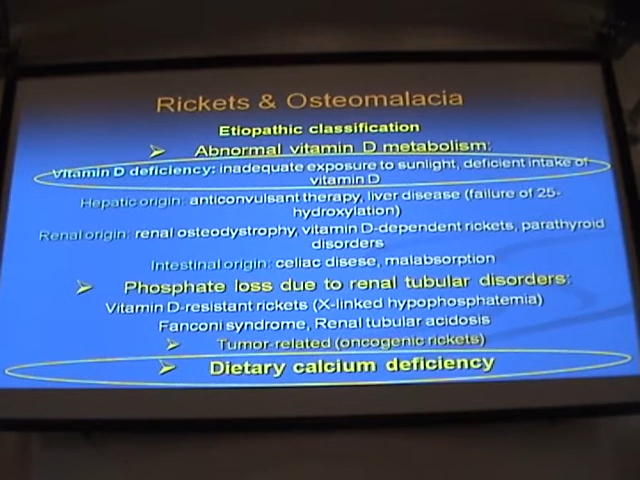 Rickets & Osteomalacia
Etiopathic classification
Abnormal vitamin D metabolism:
Vitamin D deficiency: inadequate exposure to sunlight, deficient intake of
vitamin D
Hepatic origin: anticonvulsant therapy, liver disease (failure of 25-
hydroxylation)
Renal origin: renal osteodystrophy, vitamin D-dependent rickets, parathyroid
disorders
Intestinal origin: celiac disese, malabsorption
Phosphate loss due to renal tubular disorders:
Vitamin D-resistant rickets (X-linked hypophosphatemia)
Fanconi syndrome, Renal tubular acidosis
Tumor-related (oncogenic rickets)
Dietary calcium deficiency